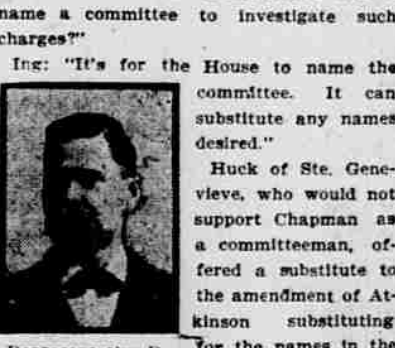 name a committee to investigate such
charges?"
Ing: "It's for the House to name the
committee. It can
substitute any names
desired."
Huck of Ste. Gene-
vieve, who would not
support Chapman as
a committeeman, of-
fered a substitute to
the amendment of At-
kinson substituting
for the names in the